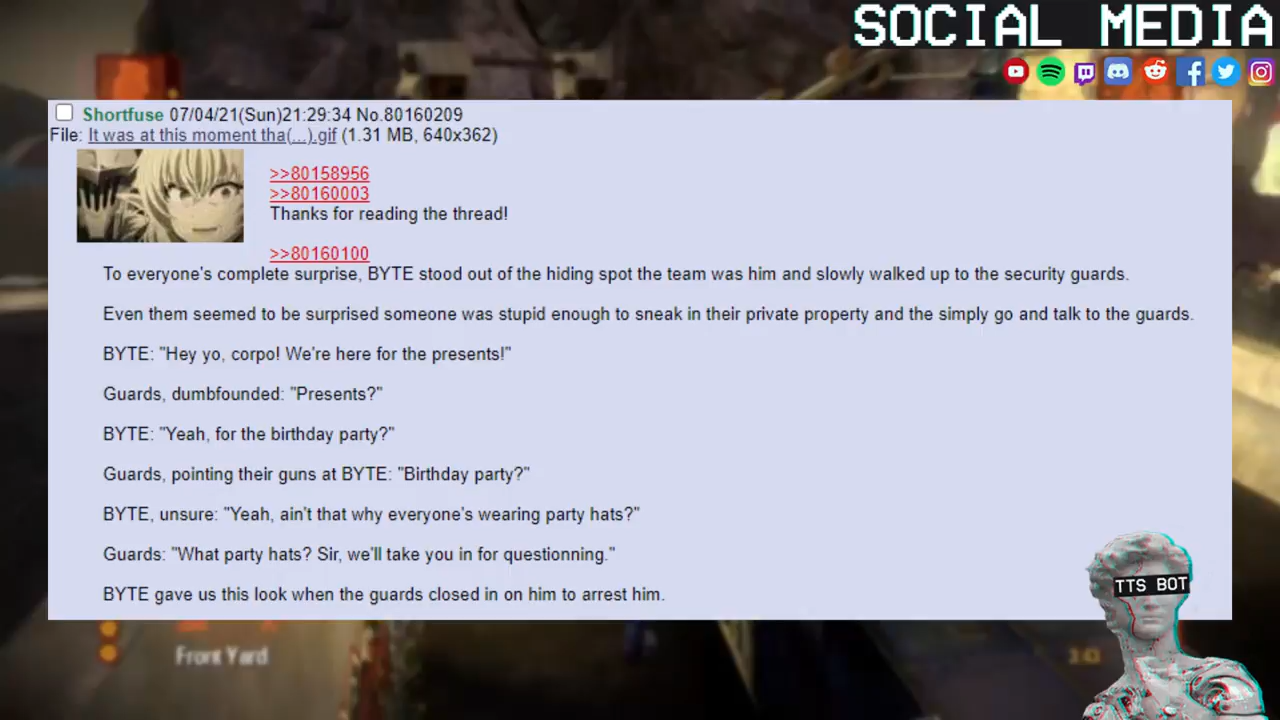 SOCIAL MEDIA
Shortfuse 07/04/21(Sun)21:29:34 No.80160209
File: It was at this moment tha(...).gif (1.31 MB, 640x362)
>>80158956
>>80160003
Thanks for reading the thread!
>>80160100
To everyone's complete surprise, BYTE stood out of the hiding spot the team was him and slowly walked up to the security guards.
Even them seemed to be surprised someone was stupid enough to sneak in their private property and the simply go and talk to the guards.
BYTE: "Hey yo, corpo! We're here for the presents!"
Guards, dumbfounded: "Presents?"
BYTE: "Yeah, for the birthday party?"
Guards, pointing their guns at BYTE: "Birthday party?"
BYTE, unsure: "Yeah, ain't that why everyone's wearing party hats?"
Guards: "What party hats? Sir, we'll take you in for questionning."
TTS BOT
BYTE gave us this look when the guards closed in on him to arrest him.
Front Yard